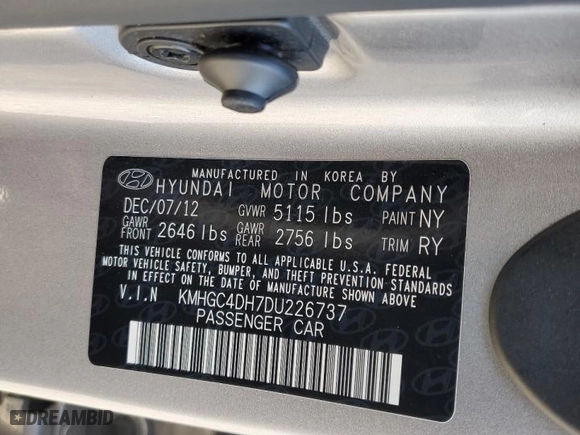 MANUFACTURED IN KOREA BY
HYUNDAI MOTOR COMPANY
DEC/07/12 GVWR 5115 lbs PAINT NY
GAWR FRONT 2646 lbs GAWR REAR 2756 lbs TRIM RY
THIS VEHICLE CONFORMS TO ALL APPLICABLE U.S.A. FEDERAL
MOTOR VEHICLE SAFETY, BUMPER, AND THEFT PREVENTION STANDARDS
IN EFFECT ON THE DATE OF MANUFACTURE SHOWN ABOVE
V.I.N KMHGC4DH7DU226737
PASSENGER CAR
DREAMBID